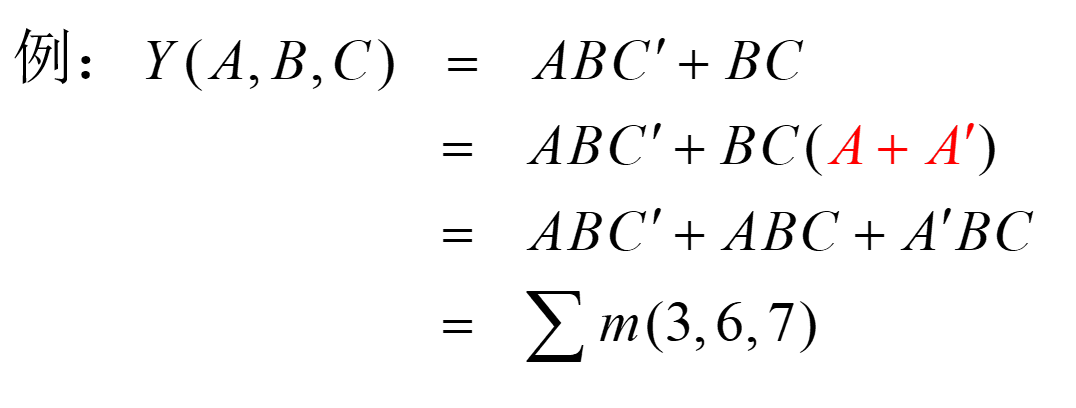 例：Y(A,B,C) = ABC′ + BC
= ABC′ + BC(A + A′)
= ABC′ + ABC + A′BC
= ∑ m(3,6,7)